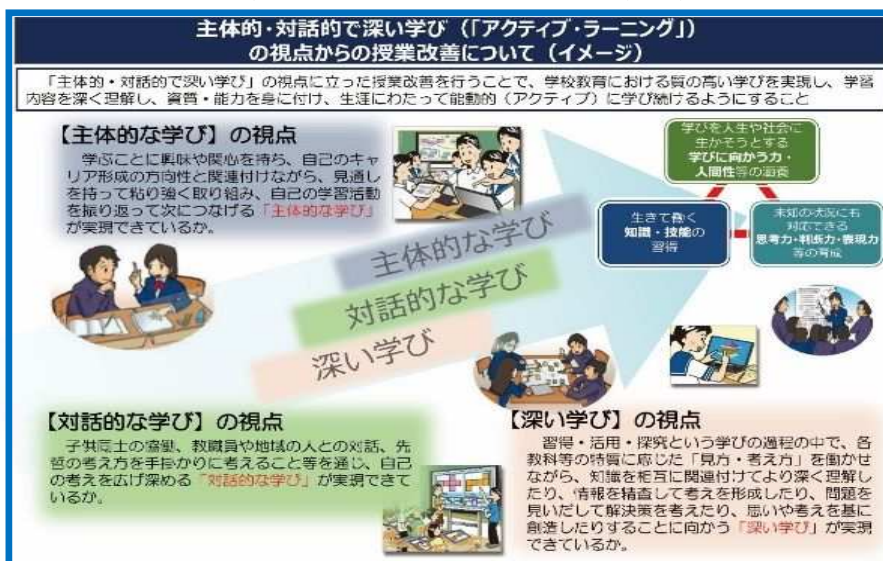 主体的・対話的で深い学び（「アクティブ・ラーニング」）
の視点からの授業改善について（イメージ）
「主体的・対話的で深い学び」の視点に立った授業改善を行うことで、学校教育における質の高い学びを実現し、学習
内容を深く理解し、資質・能力を身に付け、生涯にわたって能動的（アクティブ）に学び続けるようにすること
【主体的な学び】の視点
学ぶことに興味や関心を持ち、自己のキャ
リア形成の方向性と関連付けながら、見通し
を持って粘り強く取り組み、自己の学習活動
を振り返って次につなげる「主体的な学び」
が実現できているか。
学びを人生や社会に
生かそうとする
学びに向かう力・
人間性等の涵養
生きて働く
知識・技能の
習得
未知の状況にも
対応できる
思考力・判断力・表現力
等の育成
主体的な学び
対話的な学び
深い学び
【対話的な学び】の視点
子供同士の協働、教職員や地域の人との対話、先
哲の考え方を手掛かりに考えること等を通じ、自己
の考えを広げ深める「対話的な学び」が実現できて
いるか。
【深い学び】の視点
習得・活用・探究という学びの過程の中で、各
教科等の特質に応じた「見方・考え方」を働かせ
ながら、知識を相互に関連付けてより深く理解し
たり、情報を精査して考えを形成したり、問題を
見いだして解決策を考えたり、思いや考えを基に
創造したりすることに向かう「深い学び」が実現
できているか。